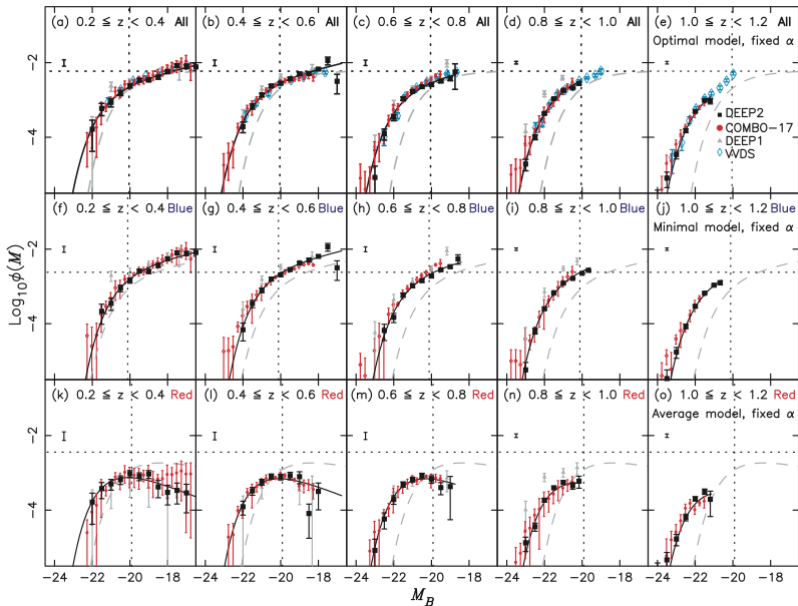 (a) 0.2 ≦ z < 0.4 All
(b) 0.4 ≦ z < 0.6 All
(c) 0.6 ≦ z < 0.8 All
(d) 0.8 ≦ z < 1.0 All
(e) 1.0 ≦ z < 1.2 All
Optimal model, fixed α
DEEP2
COMBO-17
DEEP1
VVDS
−2
−4
(f) 0.2 ≦ z < 0.4 Blue
(g) 0.4 ≦ z < 0.6 Blue
(h) 0.6 ≦ z < 0.8 Blue
(i) 0.8 ≦ z < 1.0 Blue
(j) 1.0 ≦ z < 1.2 Blue
Minimal model, fixed α
−2
−4
Log10ϕ(M)
(k) 0.2 ≦ z < 0.4 Red
(l) 0.4 ≦ z < 0.6 Red
(m) 0.6 ≦ z < 0.8 Red
(n) 0.8 ≦ z < 1.0 Red
(o) 1.0 ≦ z < 1.2 Red
Average model, fixed α
−2
−4
−24 −22 −20 −18 −24 −22 −20 −18 −24 −22 −20 −18 −24 −22 −20 −18 −24 −22 −20 −18
M_B